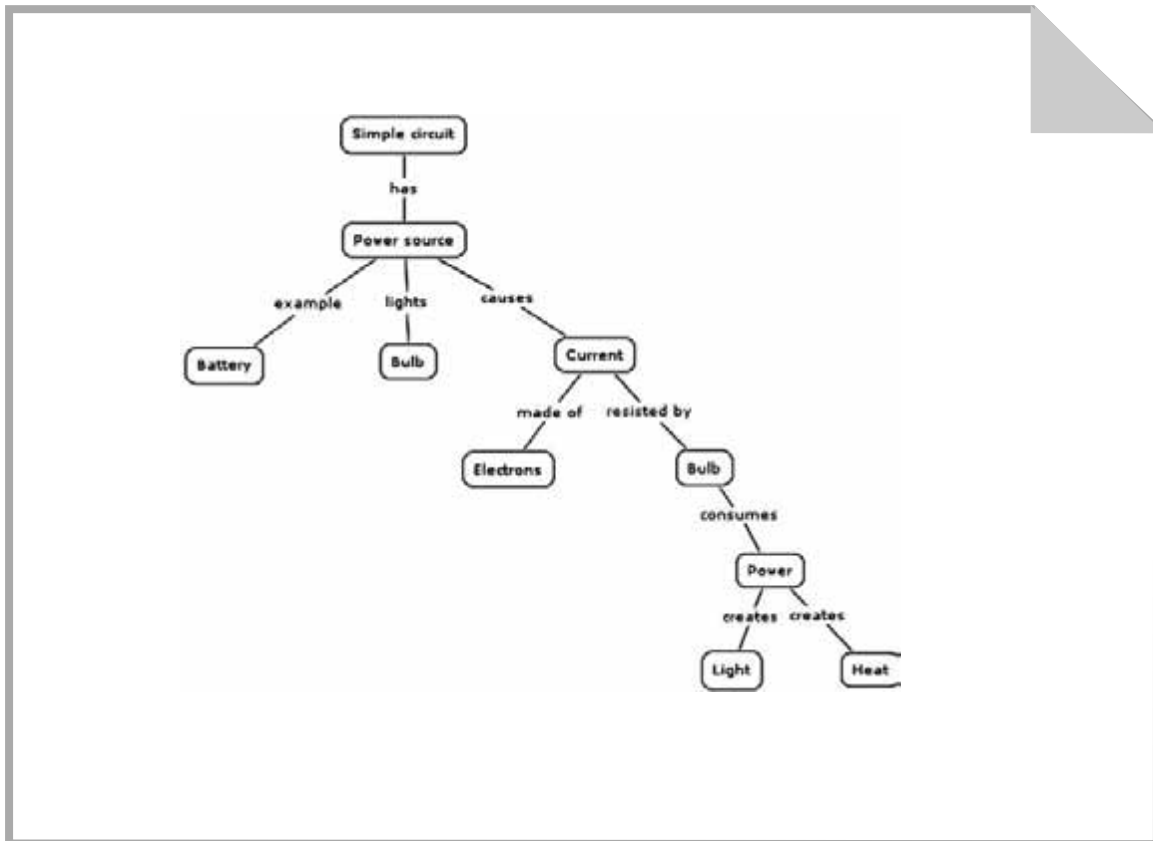 Simple circuit
has
Power source
example lights causes
Battery Bulb Current
made of resisted by
Electrons Bulb
consumes
Power
creates creates
Light Heat